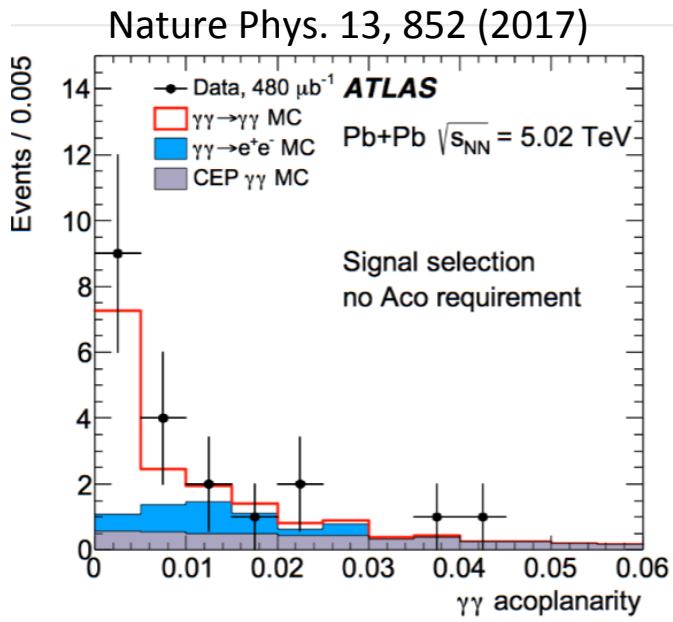 Nature Phys. 13, 852 (2017)
Events / 0.005
14
12
10
8
6
4
2
0
Data, 480 μb⁻¹
γγ→γγ MC
γγ→e⁺e⁻ MC
CEP γγ MC
ATLAS
Pb+Pb √sNN = 5.02 TeV
Signal selection
no Aco requirement
0 0.01 0.02 0.03 0.04 0.05 0.06
γγ acoplanarity